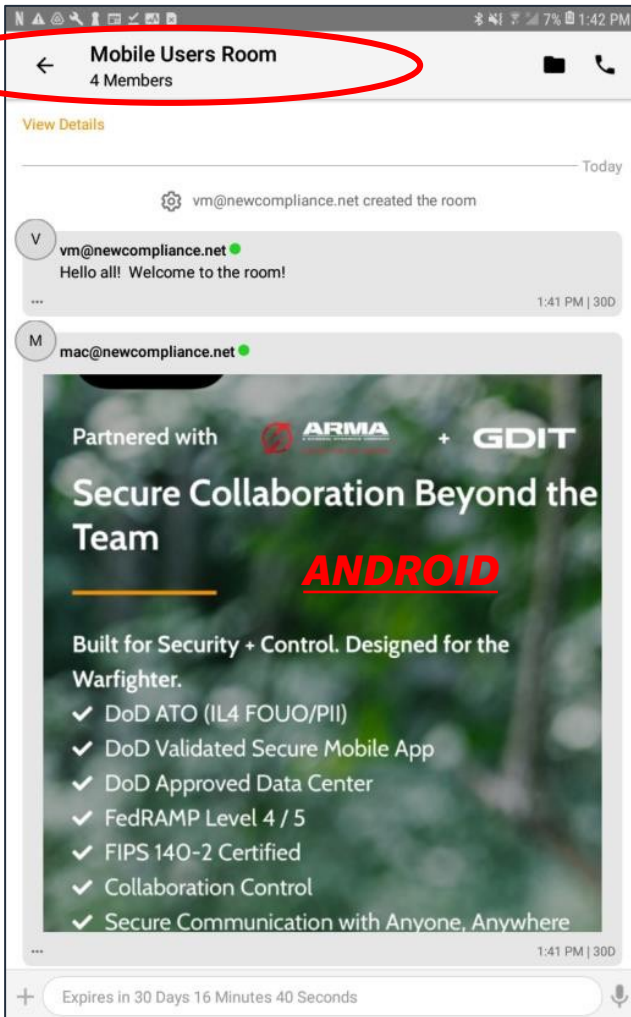 7% 1:42 PM
Mobile Users Room
4 Members
View Details
Today
vm@newcompliance.net created the room
V
vm@newcompliance.net
Hello all! Welcome to the room!
... 1:41 PM | 30D
M
mac@newcompliance.net
Partnered with ARMA + GDIT
Secure Collaboration Beyond the
Team
ANDROID
Built for Security + Control. Designed for the
Warfighter.
✓ DoD ATO (IL4 FOUO/PII)
✓ DoD Validated Secure Mobile App
✓ DoD Approved Data Center
✓ FedRAMP Level 4 / 5
✓ FIPS 140-2 Certified
✓ Collaboration Control
✓ Secure Communication with Anyone, Anywhere
... 1:41 PM | 30D
Expires in 30 Days 16 Minutes 40 Seconds